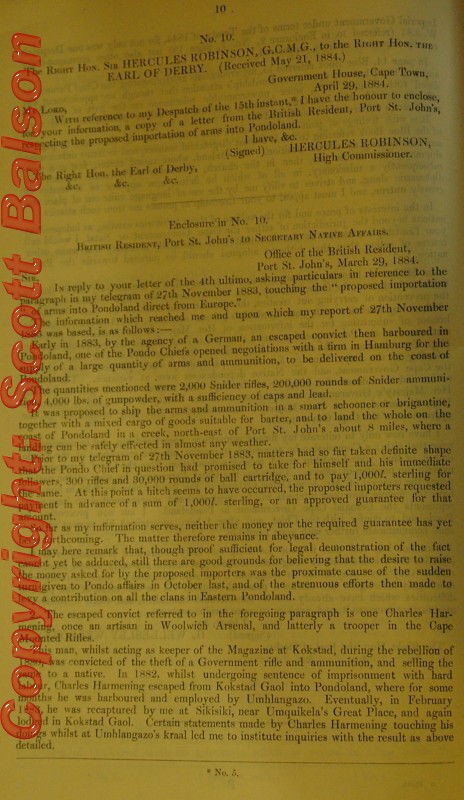 10
No. 10.
The Right Hon. Sir HERCULES ROBINSON, G.C.M.G., to the Right Hon. the
EARL OF DERBY. (Received May 21, 1884.)
Government House, Cape Town,
April 29, 1884.
Lord,
With reference to my Despatch of the 15th instant,* I have the honour to enclose,
for your information, a copy of a letter from the British Resident, Port St. John's,
respecting the proposed importation of arms into Pondoland.
I have, &c.
(Signed) HERCULES ROBINSON,
High Commissioner.
The Right Hon. the Earl of Derby,
&c. &c. &c.
Enclosure in No. 10.
British Resident, Port St. John's to Secretary Native Affairs.
Office of the British Resident,
Port St. John's, March 29, 1884.
Sir,
In reply to your letter of the 4th ultimo, asking particulars in reference to the
paragraph in my telegram of 27th November 1883, touching the "proposed importation
of arms into Pondoland direct from Europe."
The information which reached me and upon which my report of 27th November
was based, is as follows:—
Early in 1883, by the agency of a German, an escaped convict then harboured in
Pondoland, one of the Pondo Chiefs opened negotiations with a firm in Hamburg for the
supply of a large quantity of arms and ammunition, to be delivered on the coast of
Pondoland.
The quantities mentioned were 2,000 Snider rifles, 200,000 rounds of Snider ammuni-
tion, 4,000 lbs. of gunpowder, with a sufficiency of caps and lead.
It was proposed to ship the arms and ammunition in a smart schooner or brigantine,
together with a mixed cargo of goods suitable for barter, and to land the whole on the
coast of Pondoland in a creek, north-east of Port St. John's about 8 miles, where a
landing can be safely effected in almost any weather.
Prior to my telegram of 27th November 1883, matters had so far taken definite shape
that the Pondo Chief in question had promised to take for himself and his immediate
followers, 300 rifles and 30,000 rounds of ball cartridge, and to pay 1,000l. sterling for
the same. At this point a hitch seems to have occurred, the proposed importers requested
payment in advance of a sum of 1,000l. sterling, or an approved guarantee for that
amount.
So far as my information serves, neither the money nor the required guarantee has yet
forthcoming. The matter therefore remains in abeyance.
I may here remark that, though proof sufficient for legal demonstration of the fact
cannot yet be adduced, still there are good grounds for believing that the desire to raise
the money asked for by the proposed importers was the proximate cause of the sudden
turn given to Pondo affairs in October last, and of the strenuous efforts then made to
levy a contribution on all the clans in Eastern Pondoland.
The escaped convict referred to in the foregoing paragraph is one Charles Har-
mening, once an artisan in Woolwich Arsenal, and latterly a trooper in the Cape
Mounted Rifles.
This man, whilst acting as keeper of the Magazine at Kokstad, during the rebellion of
1880, was convicted of the theft of a Government rifle and ammunition, and selling the
same to a native. In 1882, whilst undergoing sentence of imprisonment with hard
labour, Charles Harmening escaped from Kokstad Gaol into Pondoland, where for some
months he was harboured and employed by Umhlangazo. Eventually, in February
he was recaptured by me at Sikisiki, near Umquikela's Great Place, and again
lodged in Kokstad Gaol. Certain statements made by Charles Harmening touching his
doings whilst at Umhlangazo's kraal led me to institute inquiries with the result as above
detailed.
* No. 5.
Copyright: Scott Balson